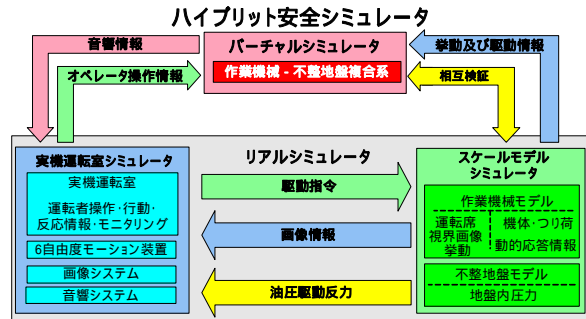 ハイブリット安全シミュレータ
音響情報
オペレータ操作情報
バーチャルシミュレータ
作業機械 - 不整地盤複合系
挙動及び駆動情報
相互検証
実機運転室シミュレータ
実機運転室
運転者操作・行動・
反応情報・モニタリング
6自由度モーション装置
画像システム
音響システム
リアルシミュレータ
駆動指令
画像情報
油圧駆動反力
スケールモデル
シミュレータ
作業機械モデル
運転席
視界画像
挙動
機体・つり荷
動的応答情報
不整地盤モデル
地盤内圧力